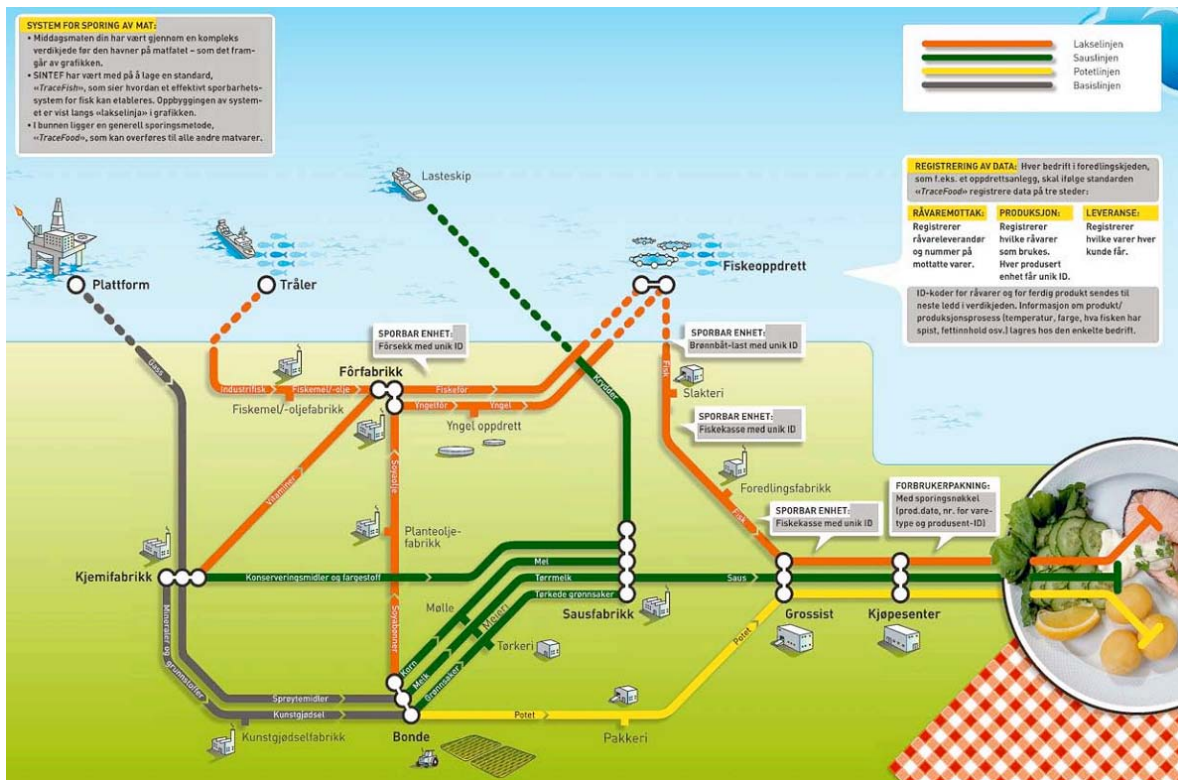 SYSTEM FOR SPORING AV MAT:
• Middagsmaten din har vært gjennom en kompleks
verdikjede før den havner på matfatet – som det fram-
går av grafikken.
• SINTEF har vært med på å lage en standard,
«TraceFish», som sier hvordan et effektivt sporbarhets-
system for fisk kan etableres. Oppbyggingen av system-
et er vist langs «lakselinja» i grafikken.
• I bunnen ligger en generell sporingsmetode,
«TraceFood», som kan overføres til alle andre matvarer.
Lakselinjen
Sauslinjen
Potetlinjen
Basislinjen
Lasteskip
REGISTRERING AV DATA: Hver bedrift i foredlingskjeden,
som f.eks. et oppdrettsanlegg, skal ifølge standarden
«TraceFood» registrere data på tre steder:
RÅVAREMOTTAK:
Registrerer
råvareleverandør
og nummer på
mottatte varer.
PRODUKSJON:
Registrerer
hvilke råvarer
som brukes.
Hver produsert
enhet får unik ID.
LEVERANSE:
Registrerer
hvilke varer hver
kunde får.
ID-koder for råvarer og for ferdig produkt sendes til
neste ledd i verdikjeden. Informasjon om produkt/
produksjonsprosess (temperatur, farge, hva fisken har
spist, fettinnhold osv.) lagres hos den enkelte bedrift.
Plattform
Tråler
Fiskeoppdrett
SPORBAR ENHET:
Fôrsekk med unik ID
SPORBAR ENHET:
Brønnbåt-last med unik ID
Gass
Industrifisk
Fiskemel/-olje
Fôrfabrikk
Fiskefôr
Krydder
Fisk
Slakteri
Fiskemel/-oljefabrikk
Yngelfôr
Yngel
Yngel oppdrett
SPORBAR ENHET:
Fiskekasse med unik ID
Vitaminer
Soyaolje
Foredlingsfabrikk
Planteolje-
fabrikk
Fisk
SPORBAR ENHET:
Fiskekasse med unik ID
FORBRUKERPAKNING:
Med sporingsnøkkel
(prod.dato, nr. for vare-
type og produsent-ID)
Kjemifabrikk
Konserveringsmidler og fargestoff
Mel
Tørrmelk
Tørkede grønnsaker
Saus
Mølle
Meieri
Tørkeri
Sausfabrikk
Grossist
Kjøpesenter
Mineraler og
grunnstoffer
Soyabønner
Korn
Melk
Grønnsaker
Potet
Sprøytemidler
Kunstgjødsel
Kunstgjødselfabrikk
Bonde
Potet
Pakkeri